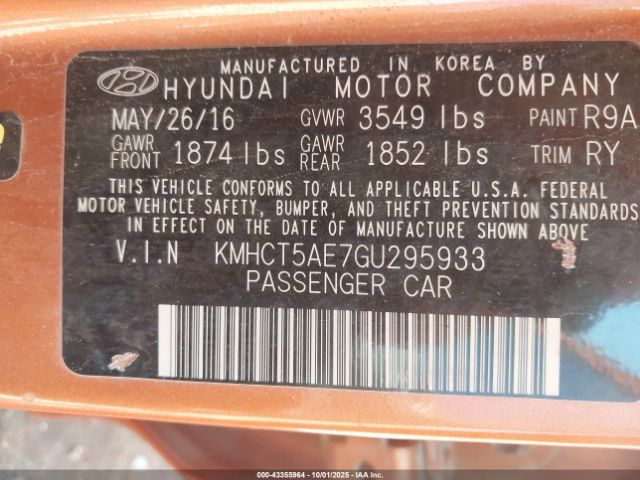 MANUFACTURED IN KOREA BY
HYUNDAI MOTOR COMPANY
MAY/26/16 GVWR 3549 lbs PAINT R9A
GAWR FRONT 1874 lbs GAWR REAR 1852 lbs TRIM RY
THIS VEHICLE CONFORMS TO ALL APPLICABLE U.S.A. FEDERAL
MOTOR VEHICLE SAFETY, BUMPER, AND THEFT PREVENTION STANDARDS
IN EFFECT ON THE DATE OF MANUFACTURE SHOWN ABOVE
V.I.N KMHCT5AE7GU295933
PASSENGER CAR
000-43355964 | 10/01/2025 | IAAI.CA